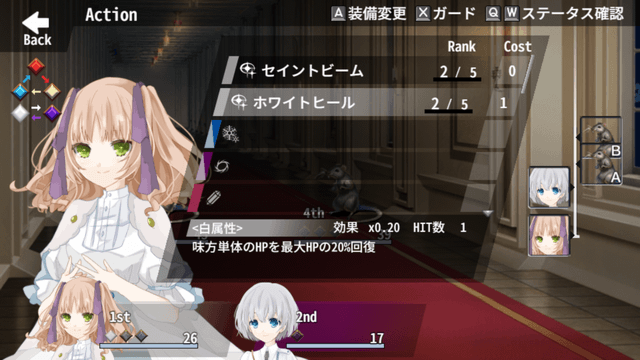 Action
A 装備変更 X ガード Q W ステータス確認
Back
Rank Cost
セイントビーム 2 / 5 0
ホワイトヒール 2 / 5 1
B
A
4th
39
<白属性> 効果 x0.20 HIT数 1
味方単体のHPを最大HPの20%回復
1st 26
2nd 17